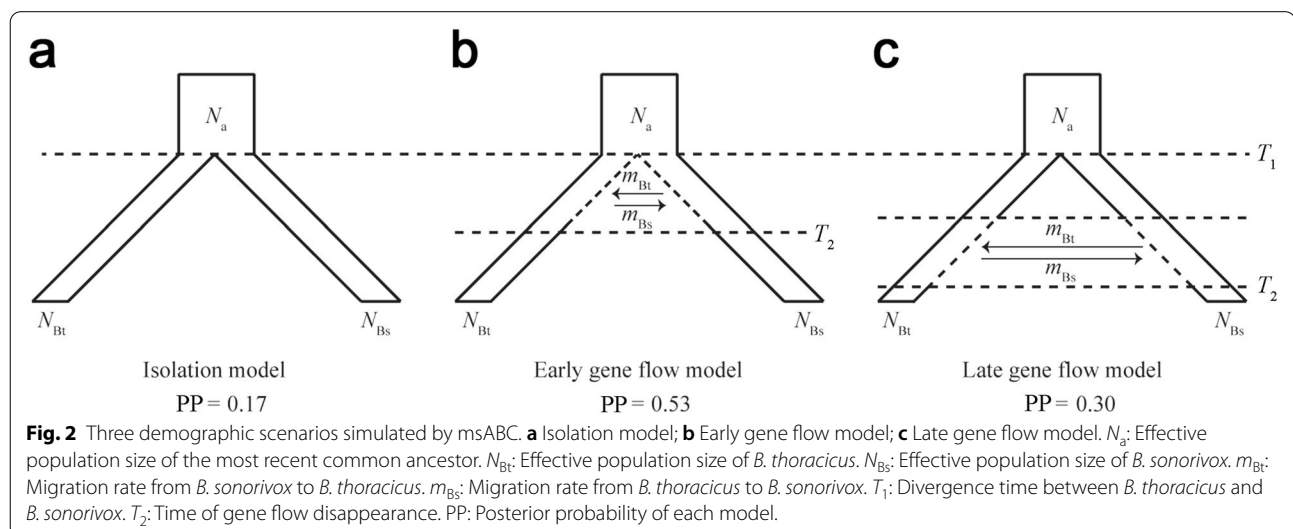 a b c
N_a N_a N_a
T_1
m_Bt
m_Bs
T_2
m_Bt
m_Bs
T_2
N_Bt N_Bs N_Bt N_Bs N_Bt N_Bs
Isolation model Early gene flow model Late gene flow model
PP = 0.17 PP = 0.53 PP = 0.30
Fig. 2 Three demographic scenarios simulated by msABC. a Isolation model; b Early gene flow model; c Late gene flow model. N_a: Effective
population size of the most recent common ancestor. N_Bt: Effective population size of B. thoracicus. N_Bs: Effective population size of B. sonorivox. m_Bt:
Migration rate from B. sonorivox to B. thoracicus. m_Bs: Migration rate from B. thoracicus to B. sonorivox. T_1: Divergence time between B. thoracicus and
B. sonorivox. T_2: Time of gene flow disappearance. PP: Posterior probability of each model.